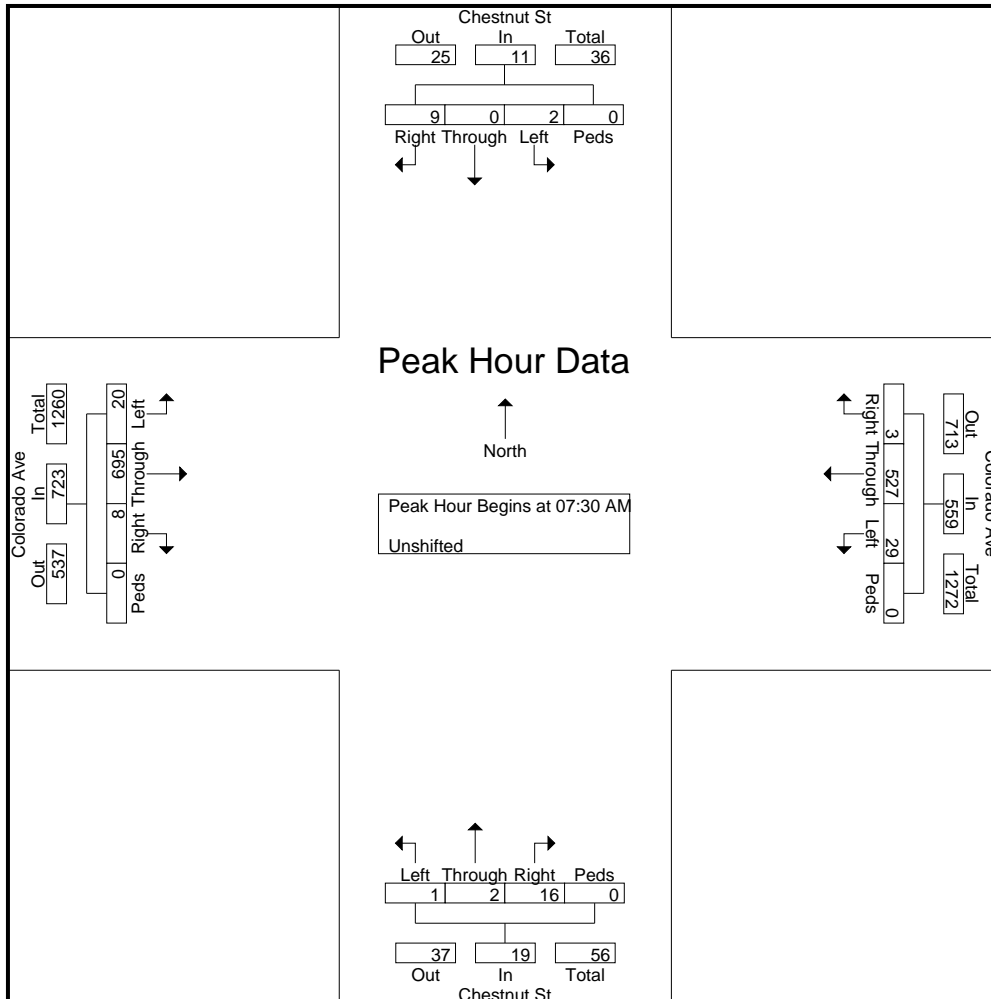 Chestnut St
Out In Total
25 11 36
9 0 2 0
Right Through Left Peds
Peak Hour Data
North
Peak Hour Begins at 07:30 AM
Unshifted
Colorado Ave
Total In Out
1260 723 537
20 695 8 0
Left Through Right Peds
Right Through Left Peds
3 527 29 0
Out In Total
713 559 1272
Colorado Ave
Left Through Right Peds
1 2 16 0
37 19 56
Out In Total
Chestnut St